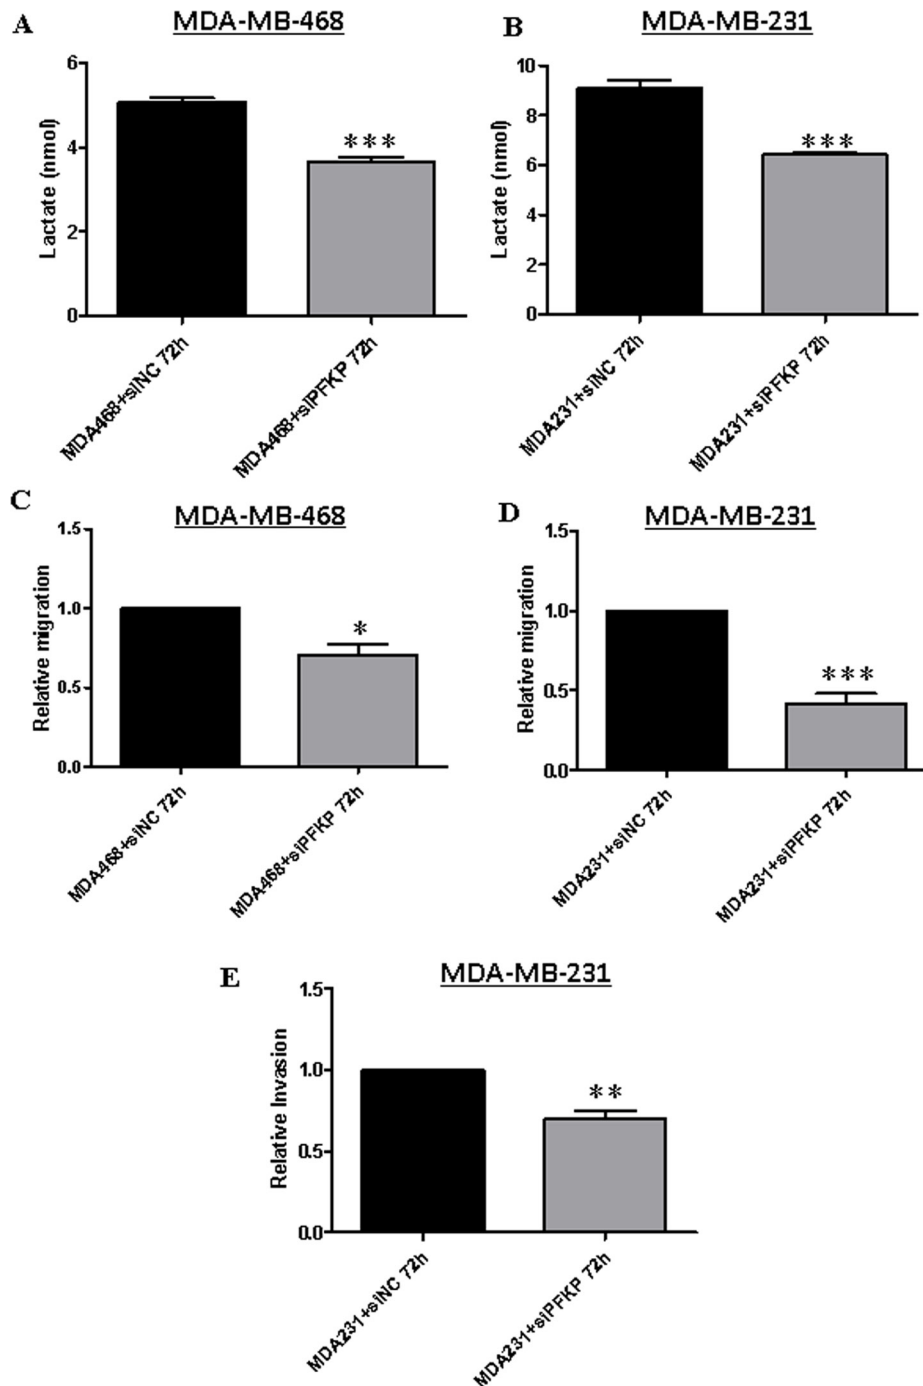 A
MDA-MB-468
Lactate (nmol)
6
4
2
0
***
MDA468+siNC 72h
MDA468+siPFKP 72h
B
MDA-MB-231
Lactate (nmol)
10
8
6
4
2
0
***
MDA231+siNC 72h
MDA231+siPFKP 72h
C
MDA-MB-468
Relative migration
1.5
1.0
0.5
0.0
*
MDA468+siNC 72h
MDA468+siPFKP 72h
D
MDA-MB-231
Relative migration
1.5
1.0
0.5
0.0
***
MDA231+siNC 72h
MDA231+siPFKP 72h
E
MDA-MB-231
Relative Invasion
1.5
1.0
0.5
0.0
**
MDA231+siNC 72h
MDA231+siPFKP 72h